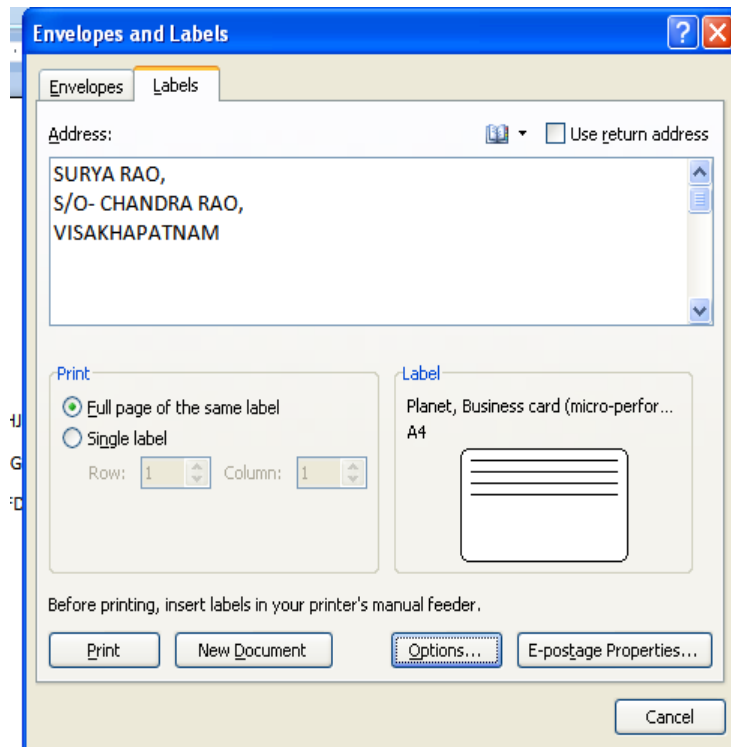 Envelopes and Labels
Envelopes Labels
Address: Use return address
SURYA RAO,
S/O- CHANDRA RAO,
VISAKHAPATNAM
Print
Full page of the same label
Single label
Row: 1 Column: 1
Label
Planet, Business card (micro-perfor...
A4
HJ
G
FD
Before printing, insert labels in your printer's manual feeder.
Print New Document Options... E-postage Properties...
Cancel